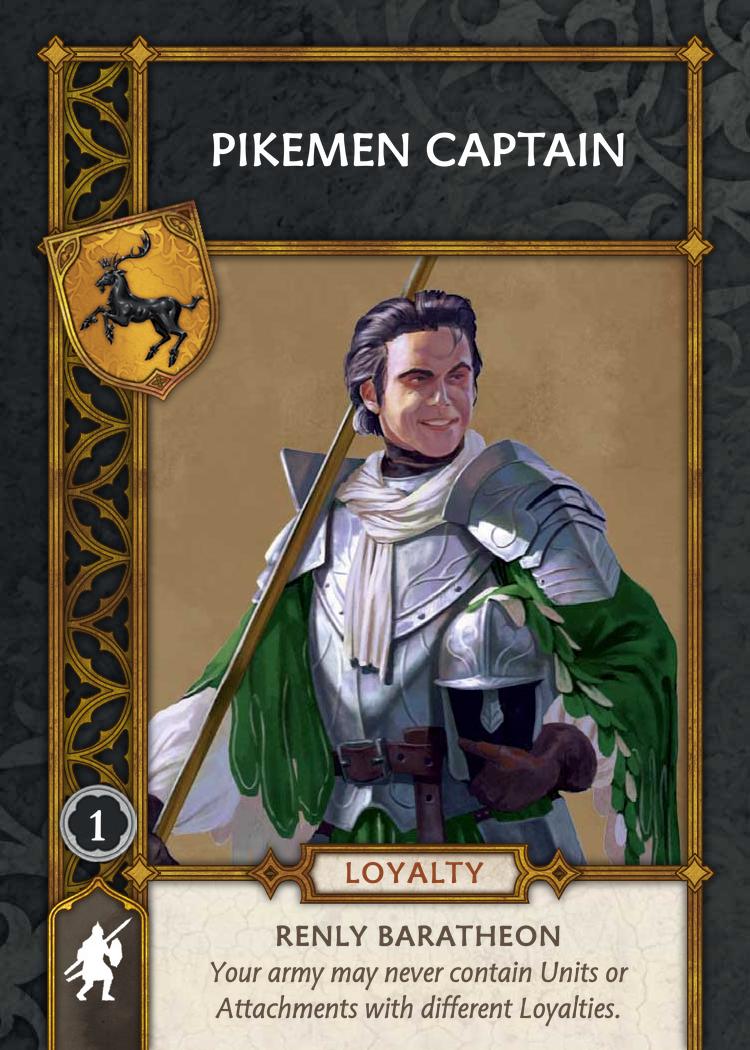 PIKEMEN CAPTAIN
1
LOYALTY
RENLY BARATHEON
Your army may never contain Units or
Attachments with different Loyalties.